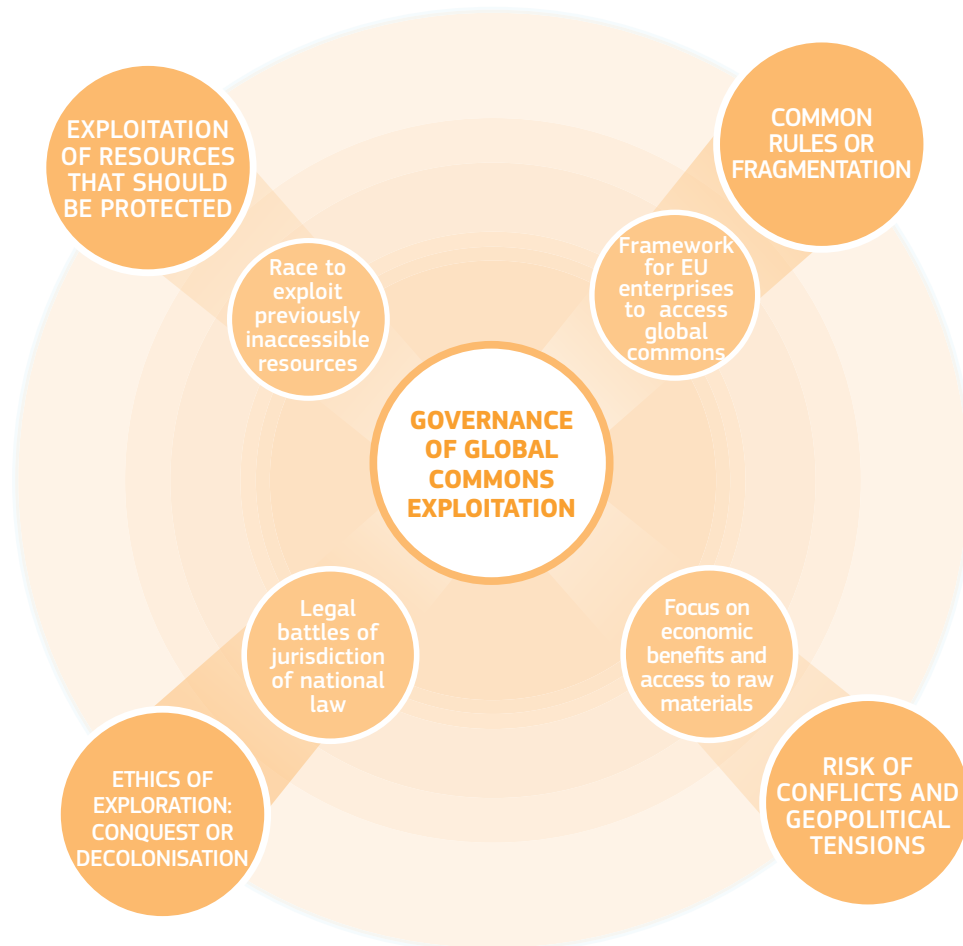 EXPLOITATION
OF RESOURCES
THAT SHOULD
BE PROTECTED
COMMON
RULES OR
FRAGMENTATION
Race to
exploit
previously
inaccessible
resources
Framework
for EU
enterprises
to access
global
commons
GOVERNANCE
OF GLOBAL
COMMONS
EXPLOITATION
Legal
battles of
jurisdiction
of national
law
Focus on
economic
benefits and
access to raw
materials
ETHICS OF
EXPLORATION:
CONQUEST OR
DECOLONISATION
RISK OF
CONFLICTS AND
GEOPOLITICAL
TENSIONS